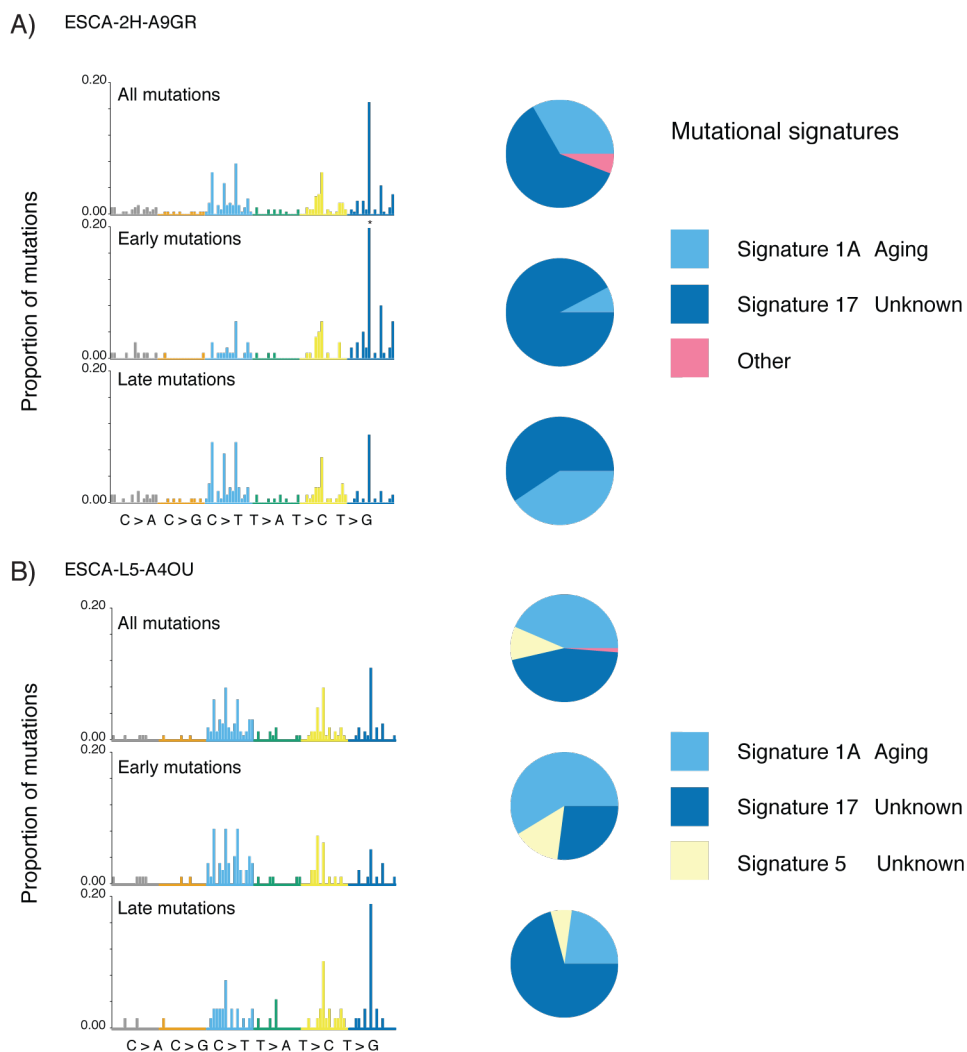 A) ESCA-2H-A9GR
Proportion of mutations
0.20
All mutations
0.00
0.20
*
Early mutations
0.00
0.20
Late mutations
0.00
C > A C > G C > T T > A T > C T > G
Mutational signatures
Signature 1A Aging
Signature 17 Unknown
Other
B) ESCA-L5-A4OU
Proportion of mutations
0.20
All mutations
0.00
0.20
Early mutations
0.00
0.20
Late mutations
0.00
C > A C > G C > T T > A T > C T > G
Signature 1A Aging
Signature 17 Unknown
Signature 5 Unknown